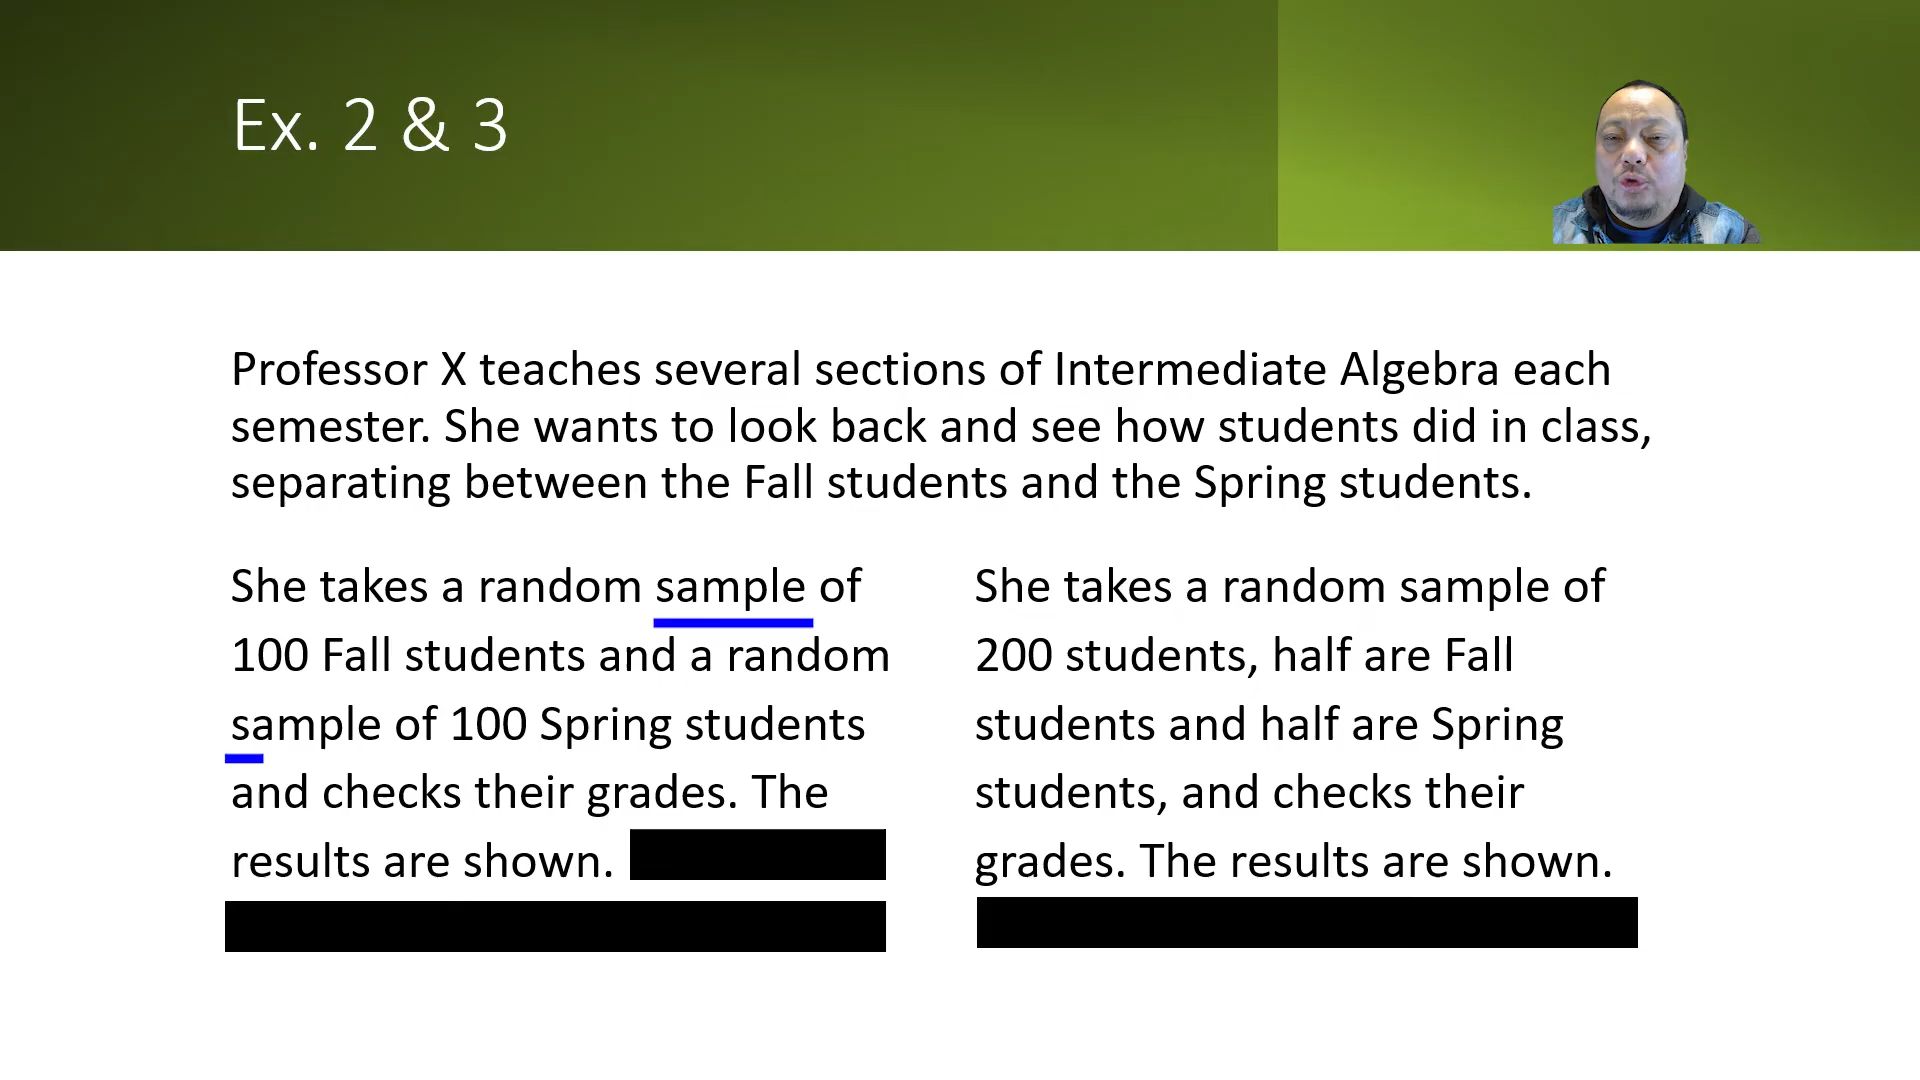 Ex. 2 & 3
Professor X teaches several sections of Intermediate Algebra each
semester. She wants to look back and see how students did in class,
separating between the Fall students and the Spring students.
She takes a random sample of
100 Fall students and a random
sample of 100 Spring students
and checks their grades. The
results are shown.
She takes a random sample of
200 students, half are Fall
students and half are Spring
students, and checks their
grades. The results are shown.